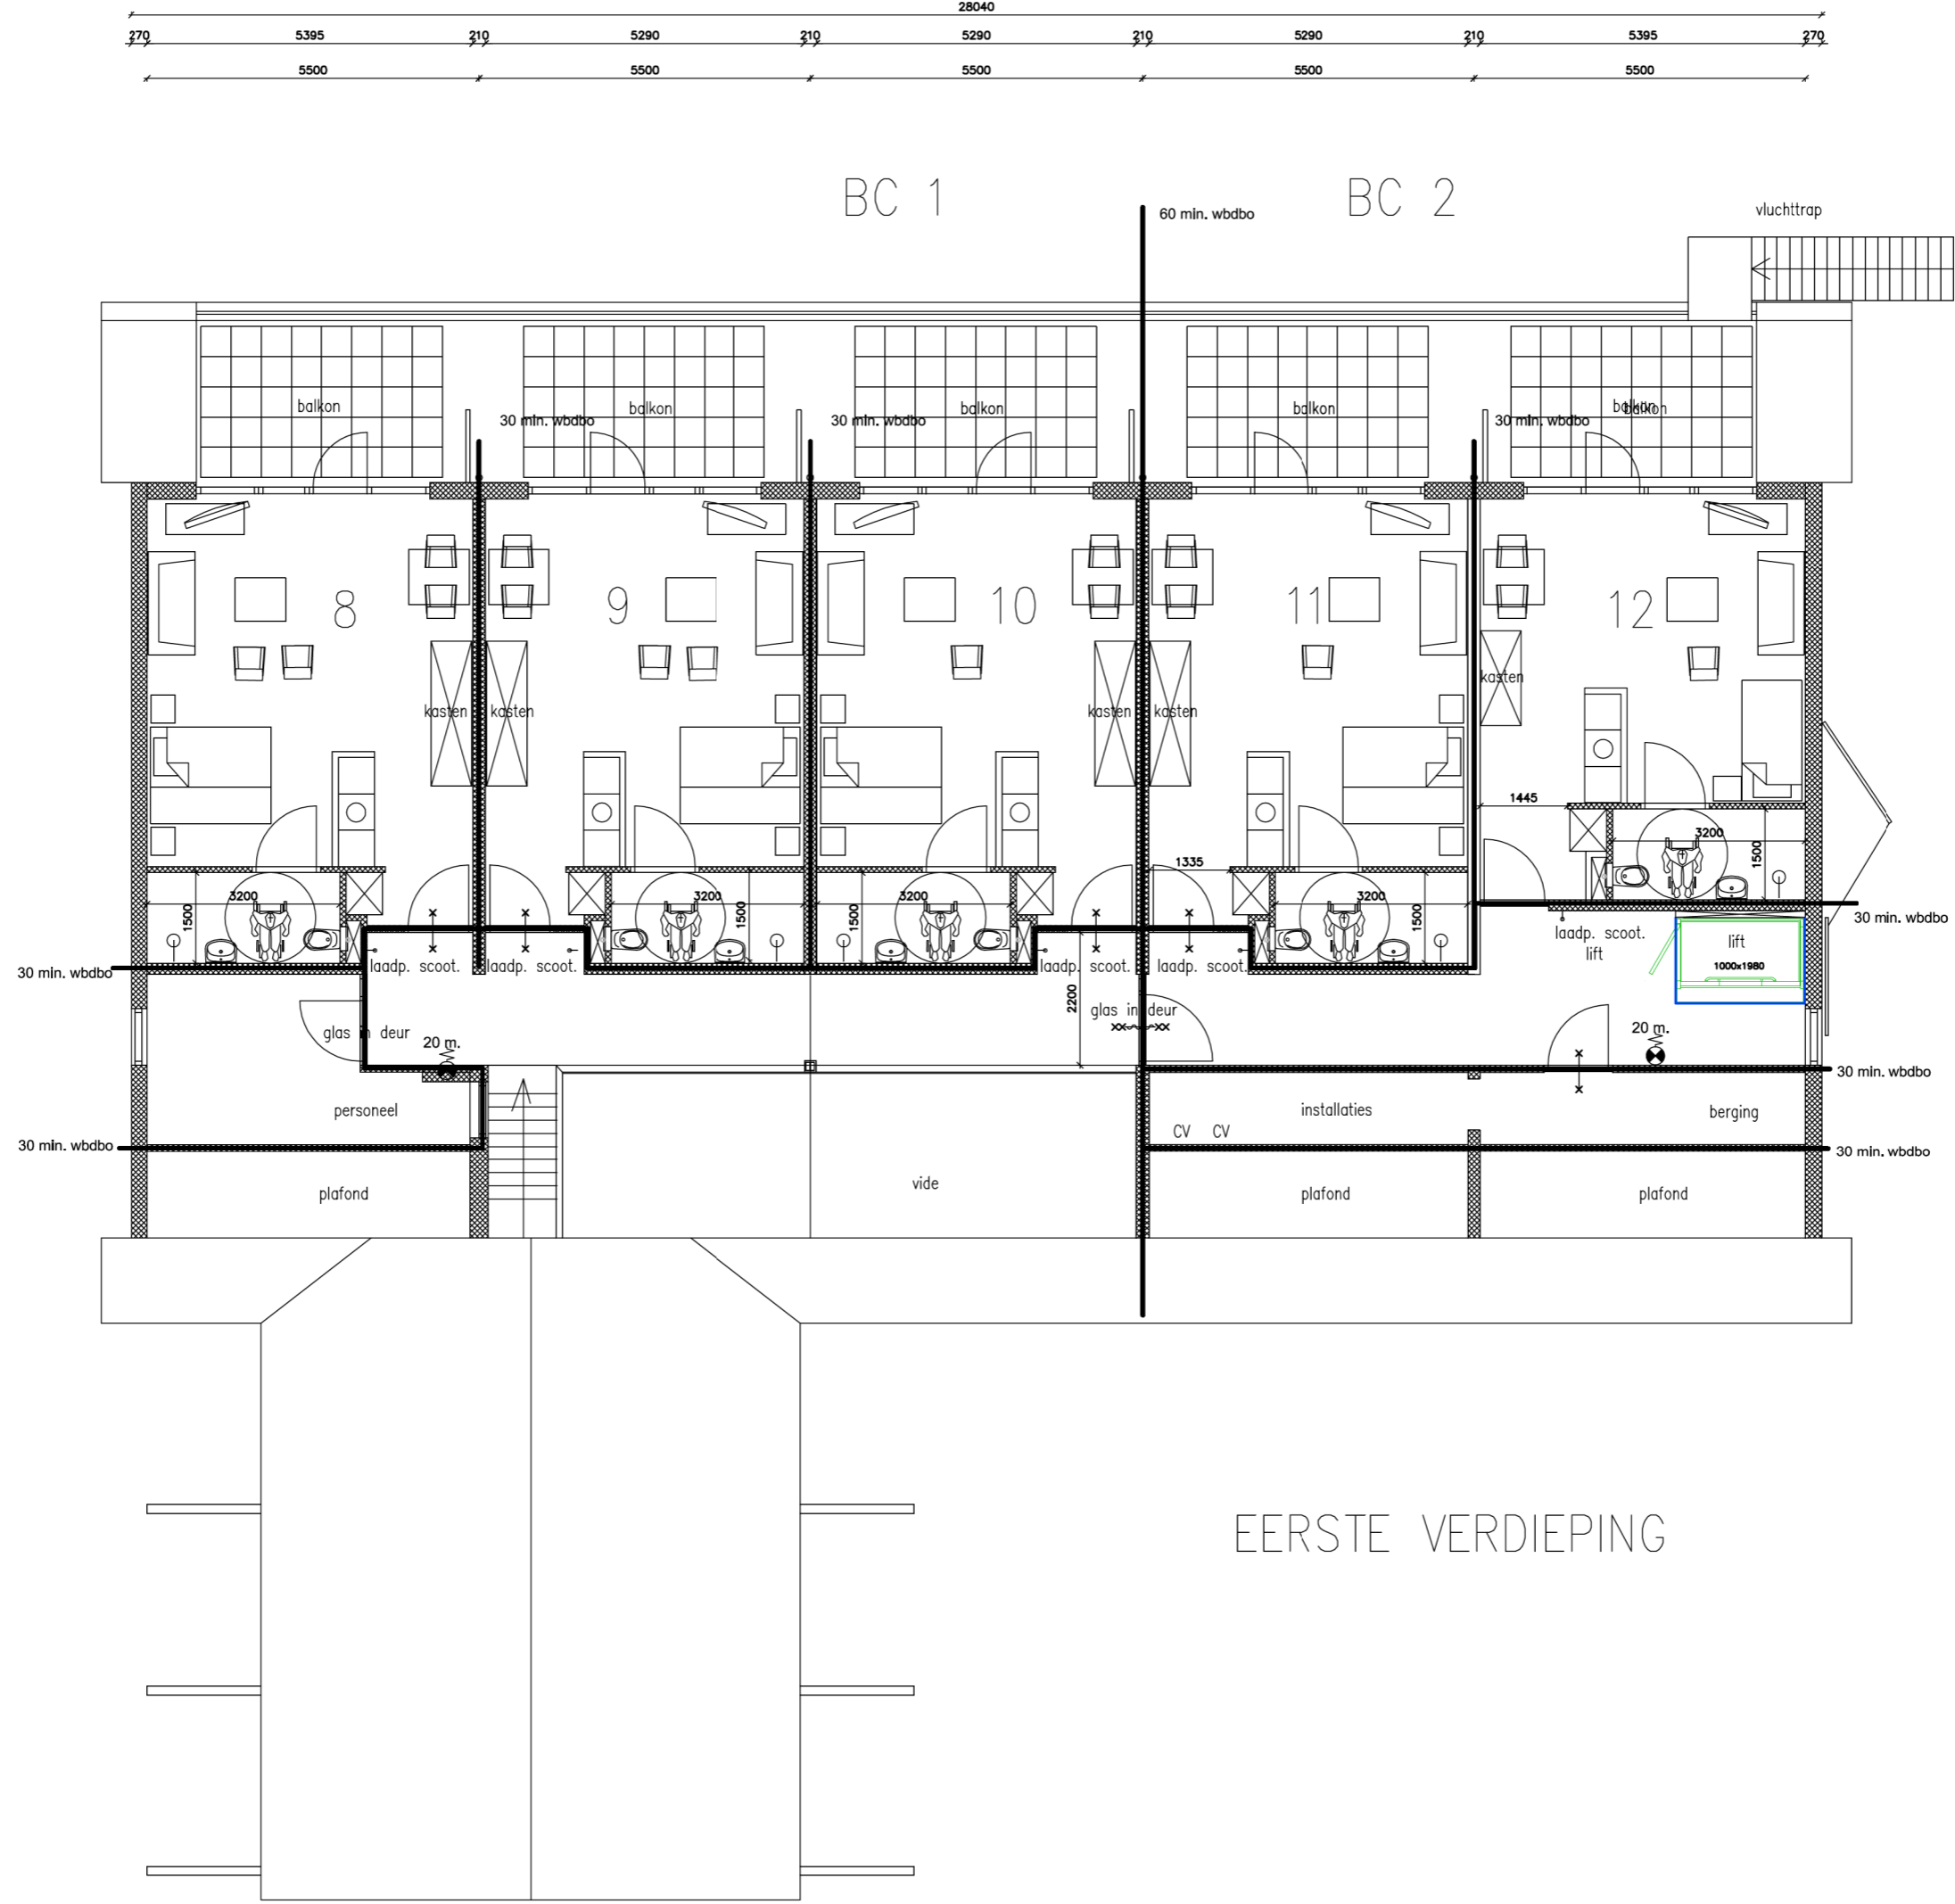 28040
270 5395 210 5290 210 5290 210 5290 210 5395 270
5500 5500 5500 5500 5500
BC 1 BC 2
60 min. wbdbo
vluchttrap
balkon balkon balkon balkon balkon balkon
30 min. wbdbo 30 min. wbdbo 30 min. wbdbo
8 9 10 11 12
kasten kasten kasten kasten kasten
1445
3200
1500
1335
3200 3200 3200 3200
1500 1500 1500 1500
30 min. wbdbo
laadp. scoot.
lift
lift
1000x1980
30 min. wbdbo
laadp. scoot. laadp. scoot. laadp. scoot. laadp. scoot.
2200
glas in deur
glas in deur
20 m.
20 m.
30 min. wbdbo
personeel
installaties
berging
CV CV
30 min. wbdbo
30 min. wbdbo
plafond
vide
plafond
plafond
EERSTE VERDIEPING